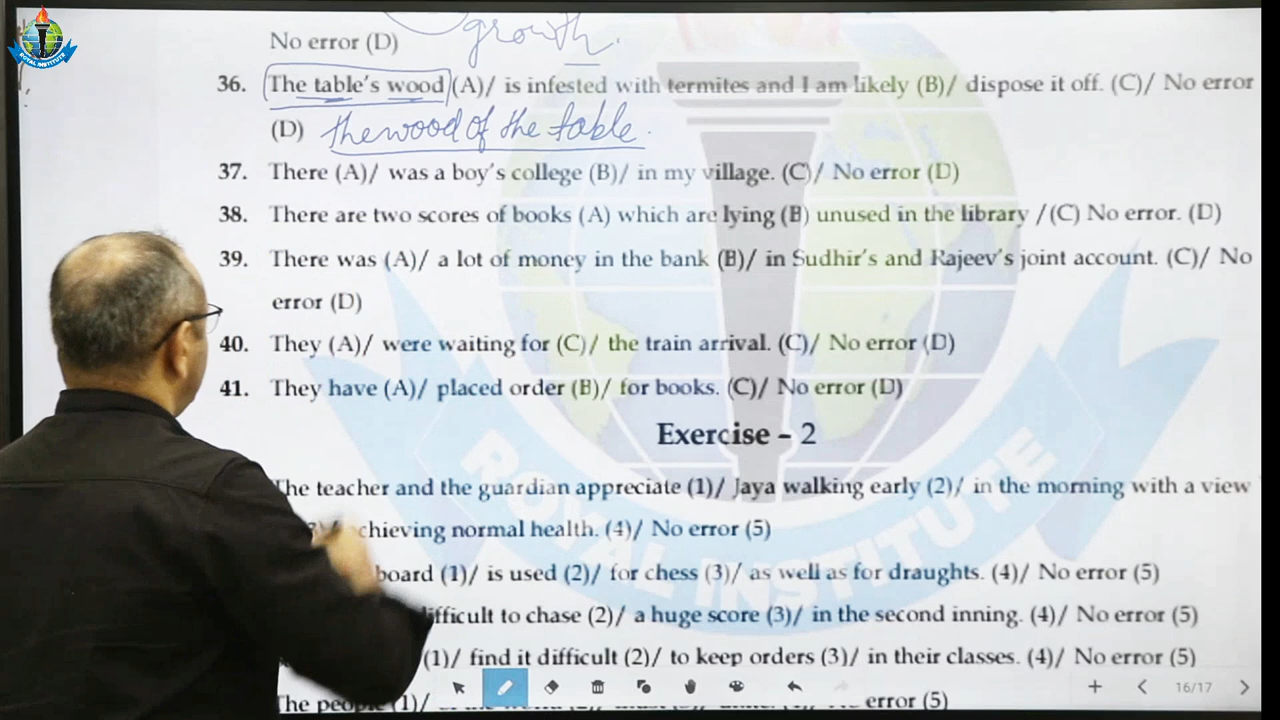 ROYAL INSTITUTE
No error (D) growth.
36. The table's wood (A)/ is infested with termites and I am likely (B)/ dispose it off. (C)/ No error
(D) the wood of the table.
37. There (A)/ was a boy's college (B)/ in my village. (C)/ No error (D)
38. There are two scores of books (A) which are lying (B) unused in the library /(C) No error. (D)
39. There was (A)/ a lot of money in the bank (B)/ in Sudhir's and Rajeev's joint account. (C)/ No
error (D)
40. They (A)/ were waiting for (C)/ the train arrival. (C)/ No error (D)
41. They have (A)/ placed order (B)/ for books. (C)/ No error (D)
Exercise – 2
The teacher and the guardian appreciate (1)/ Jaya walking early (2)/ in the morning with a view
achieving normal health. (4)/ No error (5)
board (1)/ is used (2)/ for chess (3)/ as well as for draughts. (4)/ No error (5)
to chase (2)/ a huge score (3)/ in the second inning. (4)/ No error (5)
(1)/ find it difficult (2)/ to keep orders (3)/ in their classes. (4)/ No error (5)
The people (1)/ error (5)
16/17
ROYAL INSTITUTE